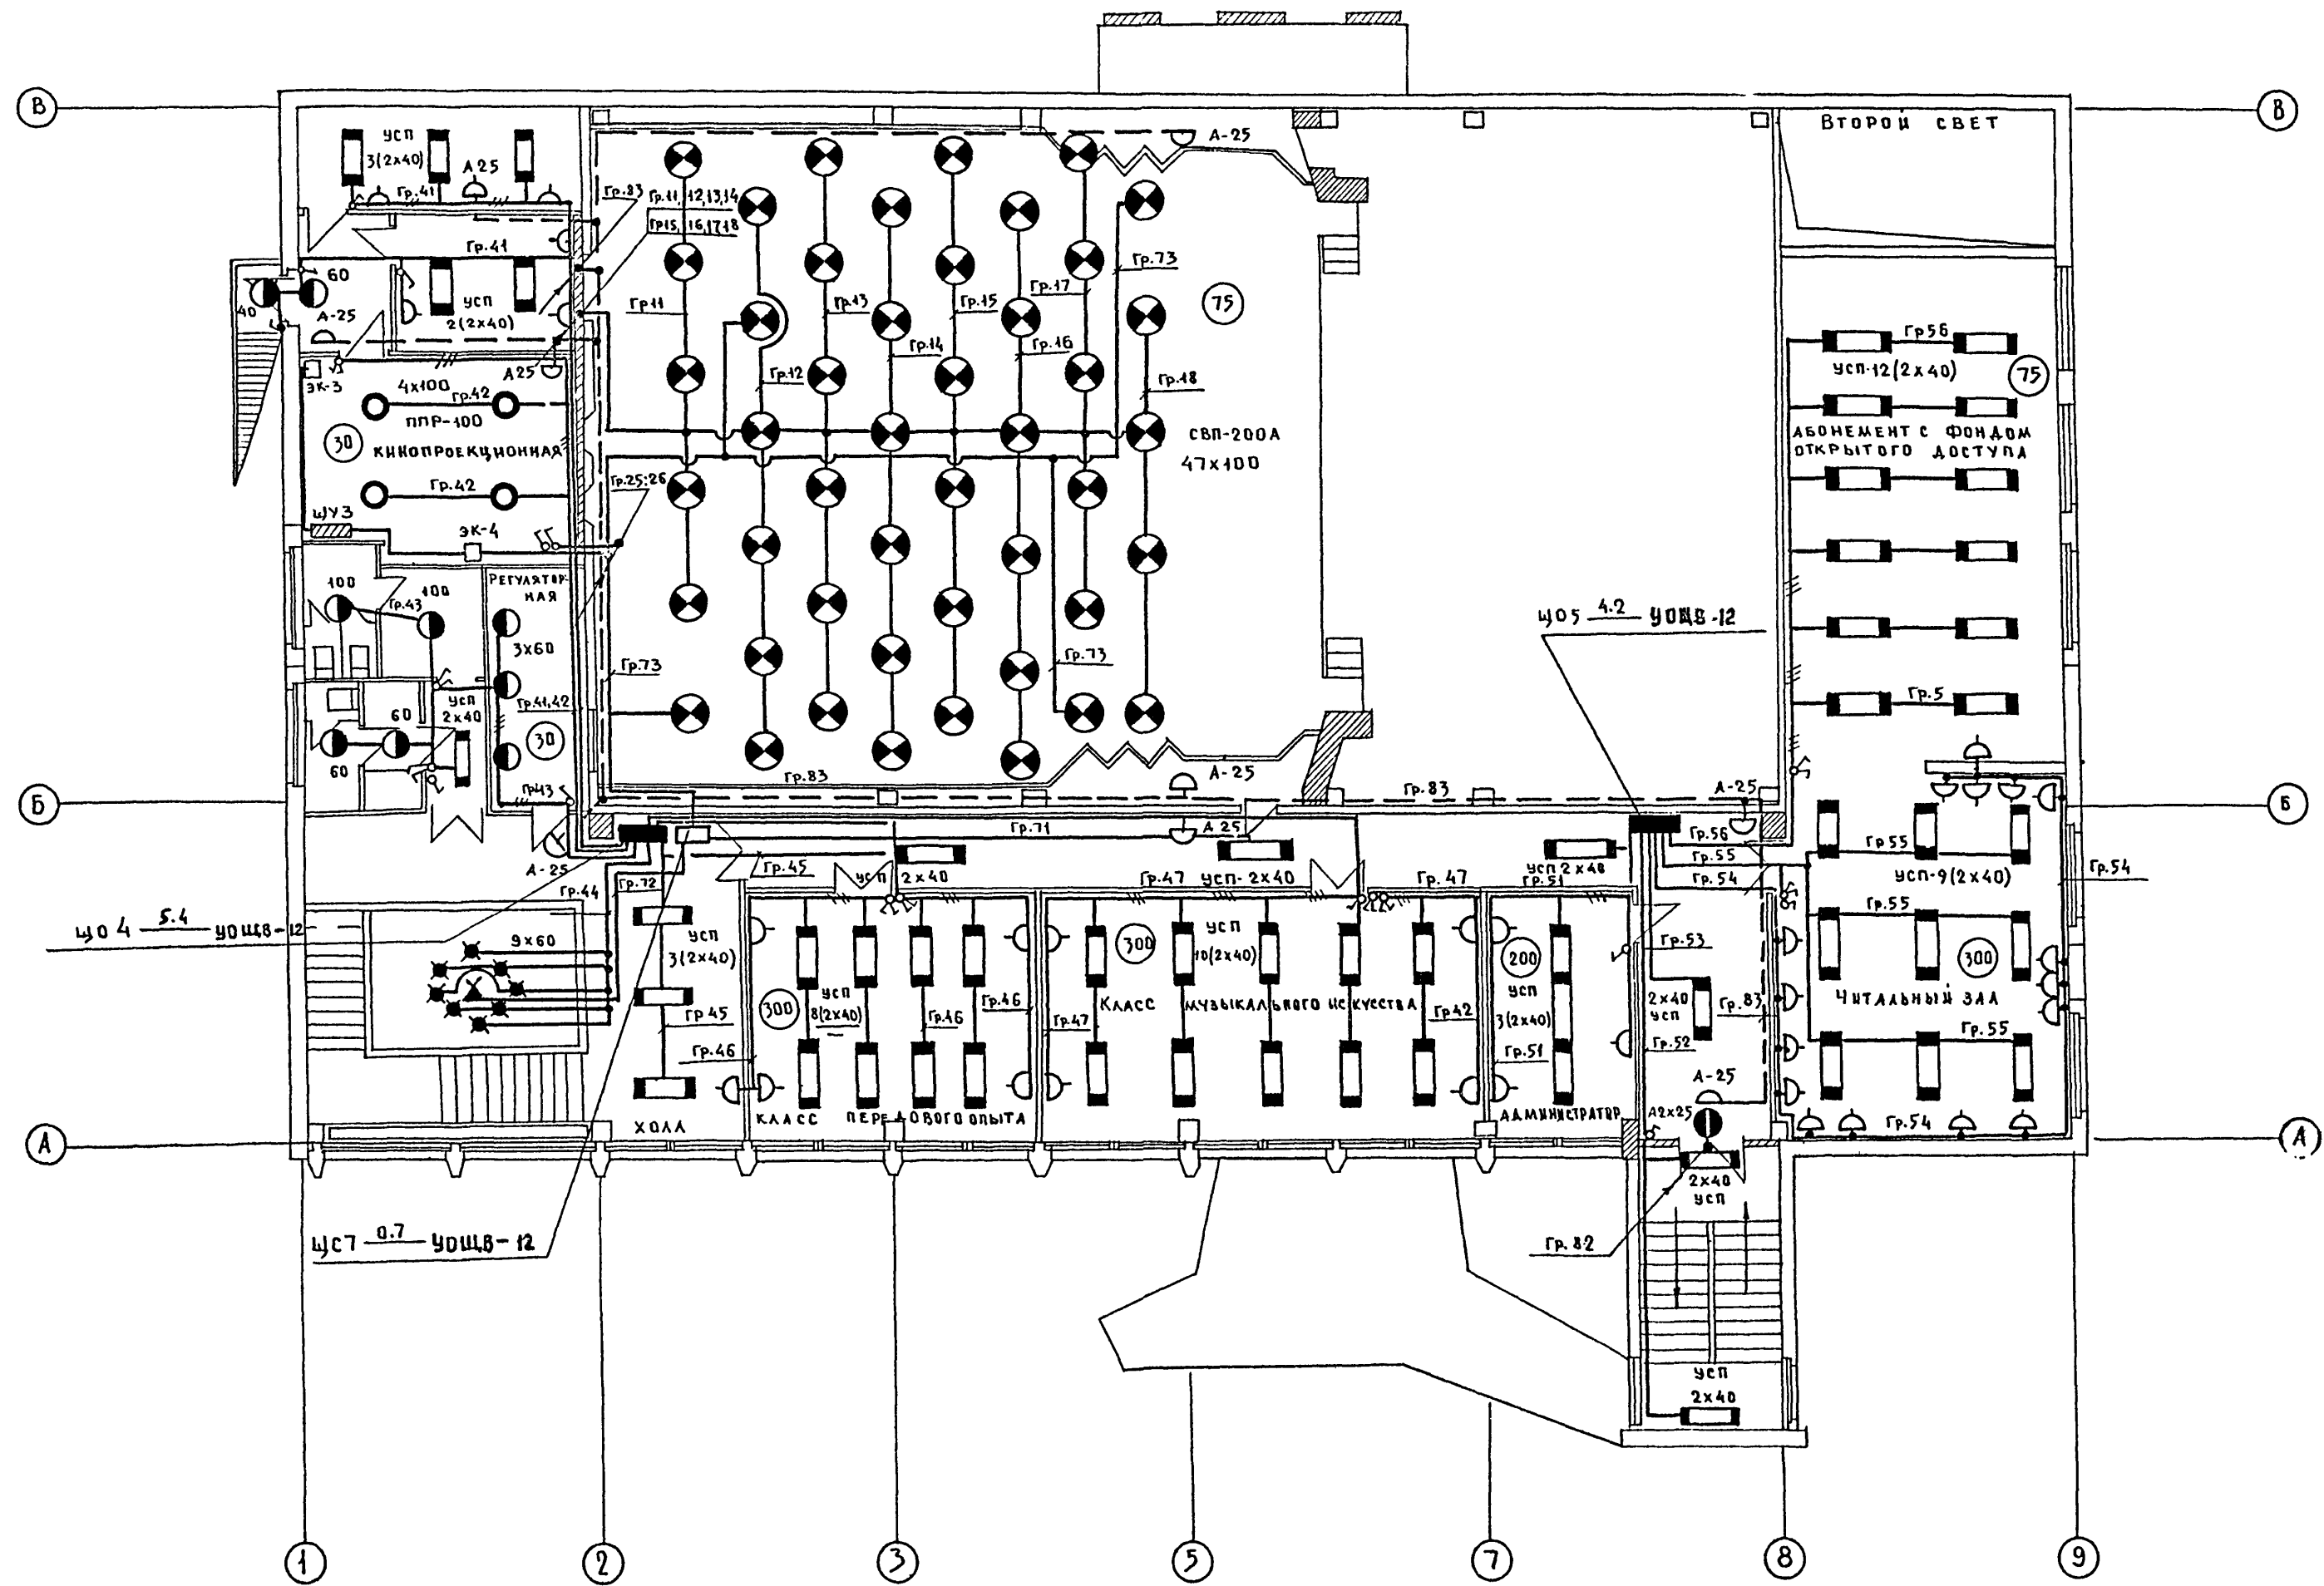 В
В
ВТОРОЙ СВЕТ
А-25
УСП
3(2х40)
А25
Гр.41
Гр.83
Гр.11,12,13,14
Гр15,16,17,18
Гр.41
60
40
А-25
УСП
2(2х40)
Гр11
Гр.13
Гр.15
Гр.17
Гр.73
75
Гр.14
Гр.16
Гр.12
Гр.18
Гр56
УСП-12(2х40)
75
ЭК-3
А25
4х100
Гр.42
ППР-100
30
КИНОПРОЕКЦИОННАЯ
СВП-200А
47х100
АБОНЕМЕНТ С ФОНДОМ
ОТКРЫТОГО ДОСТУПА
Гр.42
Гр.25;26
ЩУ3
ЭК-4
РЕГУЛЯТОР-
НАЯ
100
100
Гр.43
3х60
ЩО5 4.2 УОЩВ-12
Гр.73
Гр.73
УСП
2х40
Гр.41,42
60
60
30
Гр.5
Гр43
Гр.83
А-25
Гр.83
А-25
Б
Б
Гр.71
А 25
А-25
Гр.45
УСП 2х40
Гр.47
УСП-2х40
Гр.47
УСП 2х40
Гр.51
Гр.56
Гр.55
Гр.54
Гр55
УСП-9(2х40)
Гр.54
Гр.44
Гр.72
ЩО4 5.4 УОЩВ-12
9х60
УСП
3(2х40)
Гр 45
300
УСП
8(2х40)
Гр.46
Гр.46
Гр.46
300
УСП
10(2х40)
КЛАСС МУЗЫКАЛЬНОГО ИСКУССТВА
Гр.47
Гр.42
200
УСП
3(2х40)
Гр.51
Гр.53
2х40
УСП
Гр.83
Гр.52
Гр.55
300
ЧИТАЛЬНЫЙ ЗАЛ
Гр.55
А-25
А2х25
Гр.54
ХОЛЛ
КЛАСС ПЕРЕДОВОГО ОПЫТА
АДМИНИСТРАТОР
А
А
2х40
УСП
ЩС7 0.7 УОЩВ-12
Гр.82
УСП
2х40
1
2
3
5
7
8
9